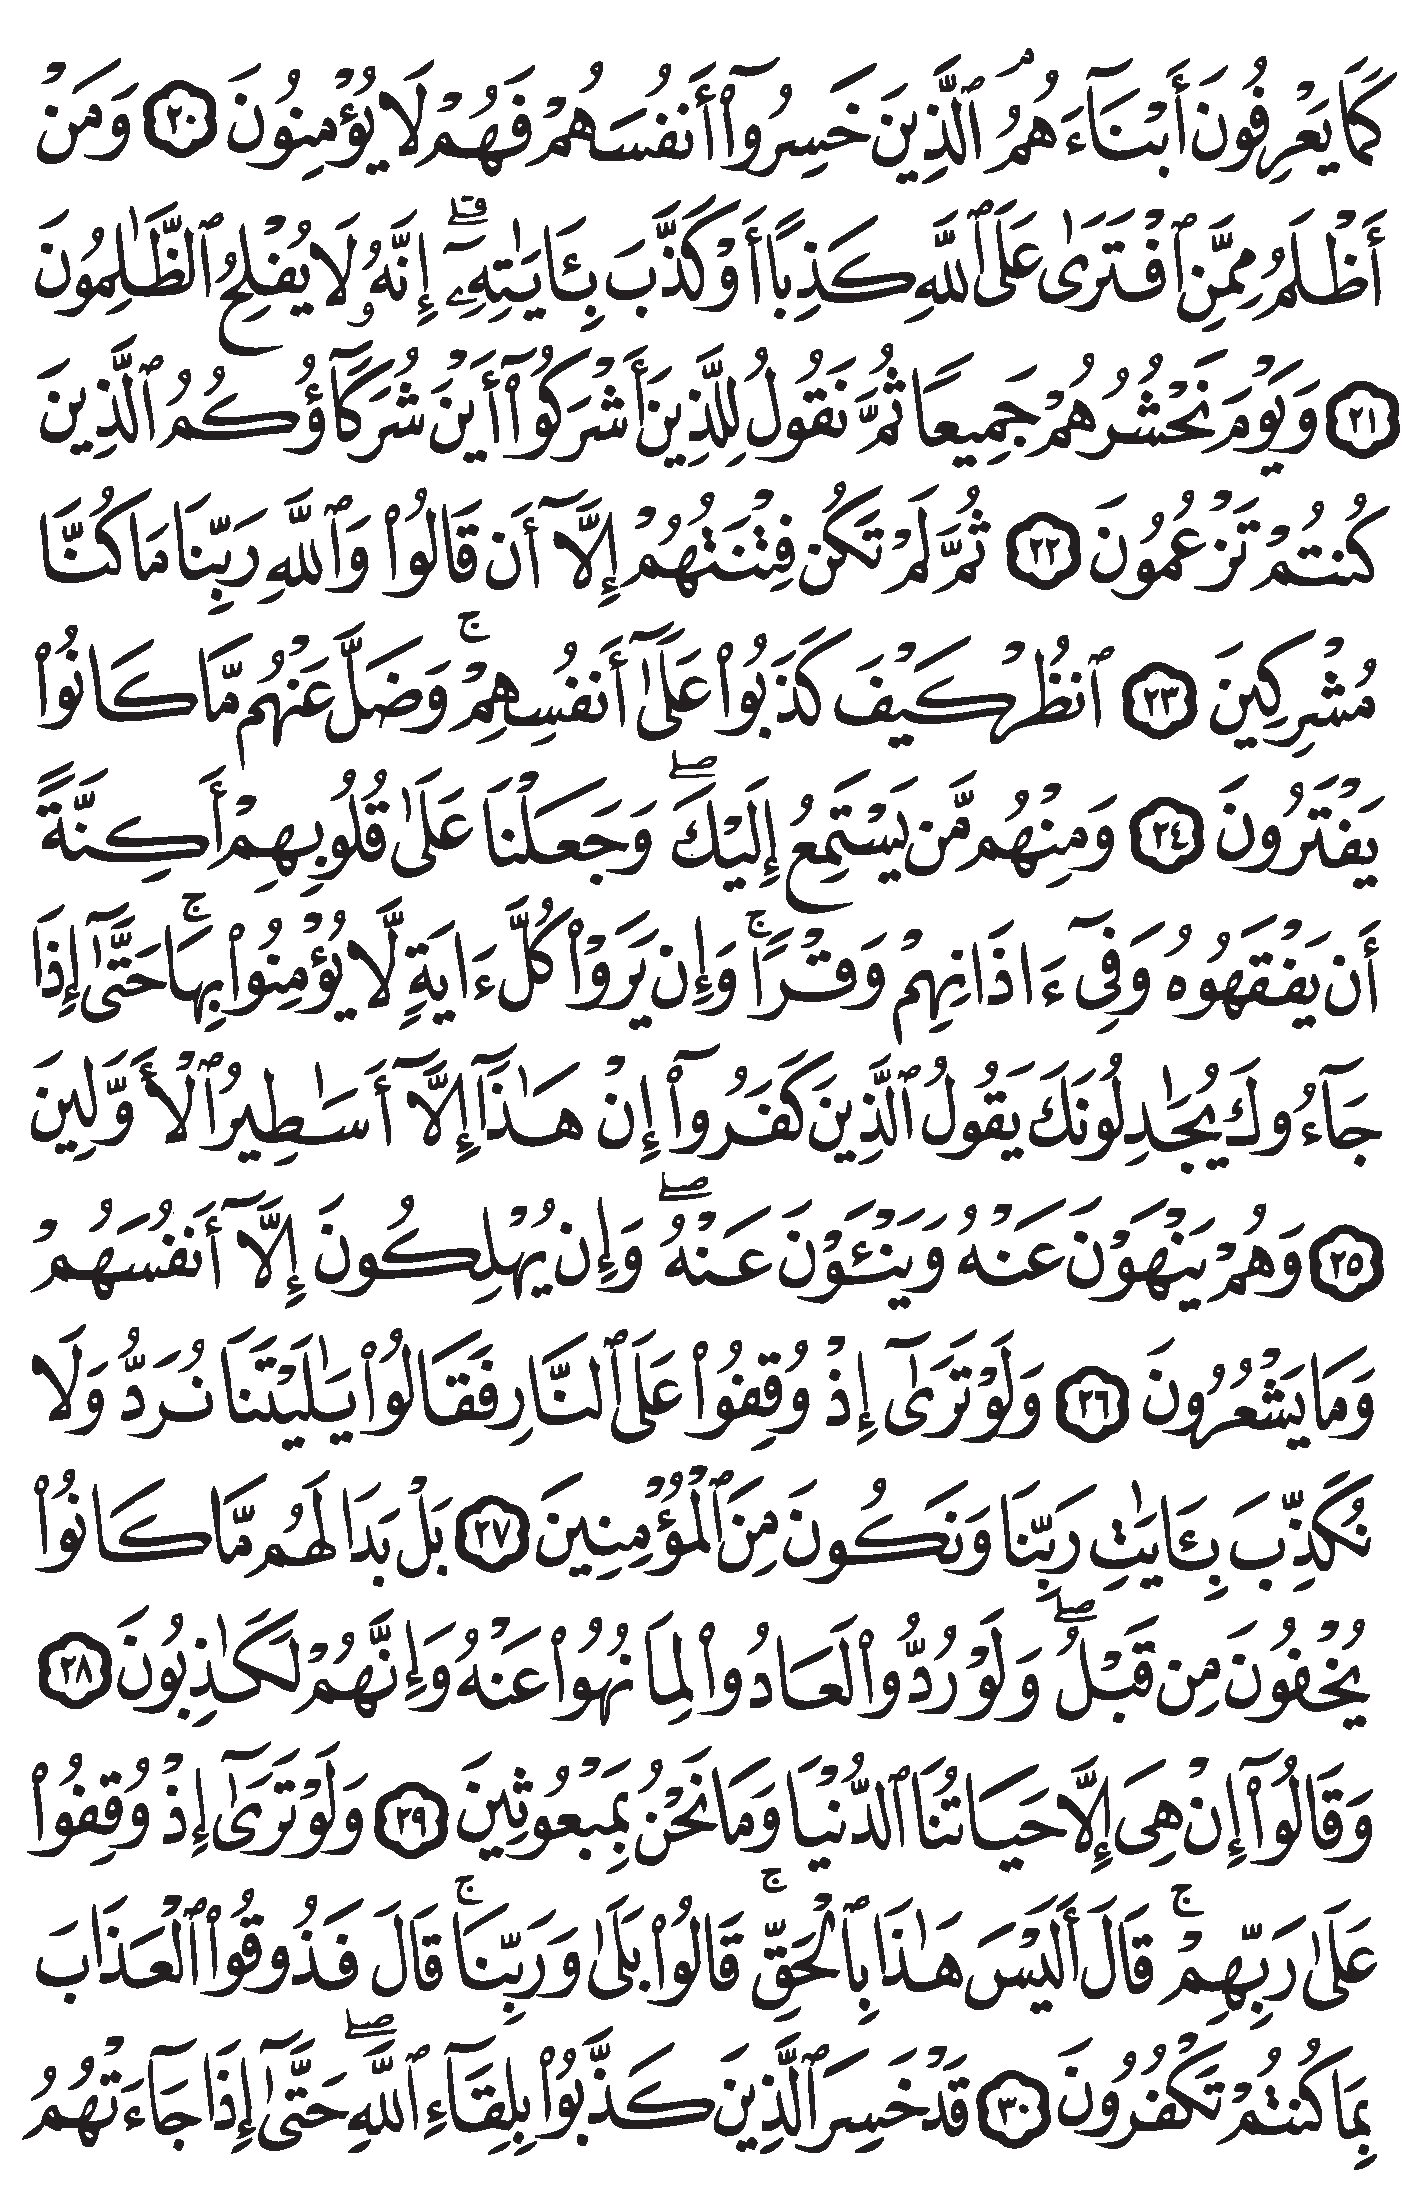 كَمَا يَعْرِفُونَ أَبْنَآءَهُمُ ۘ ٱلَّذِينَ خَسِرُوٓاْ أَنفُسَهُمْ فَهُمْ لَا يُؤْمِنُونَ ٢٠ وَمَنْ
أَظْلَمُ مِمَّنِ ٱفْتَرَىٰ عَلَى ٱللَّهِ كَذِبًا أَوْ كَذَّبَ بِـَٔايَٰتِهِۦٓ ۗ إِنَّهُۥ لَا يُفْلِحُ ٱلظَّٰلِمُونَ
٢١ وَيَوْمَ نَحْشُرُهُمْ جَمِيعًا ثُمَّ نَقُولُ لِلَّذِينَ أَشْرَكُوٓاْ أَيْنَ شُرَكَآؤُكُمُ ٱلَّذِينَ
كُنتُمْ تَزْعُمُونَ ٢٢ ثُمَّ لَمْ تَكُن فِتْنَتُهُمْ إِلَّآ أَن قَالُواْ وَٱللَّهِ رَبِّنَا مَا كُنَّا
مُشْرِكِينَ ٢٣ ٱنظُرْ كَيْفَ كَذَبُواْ عَلَىٰٓ أَنفُسِهِمْ ۚ وَضَلَّ عَنْهُم مَّا كَانُواْ
يَفْتَرُونَ ٢٤ وَمِنْهُم مَّن يَسْتَمِعُ إِلَيْكَ ۖ وَجَعَلْنَا عَلَىٰ قُلُوبِهِمْ أَكِنَّةً
أَن يَفْقَهُوهُ وَفِىٓ ءَاذَانِهِمْ وَقْرًا ۚ وَإِن يَرَوْاْ كُلَّ ءَايَةٍ لَّا يُؤْمِنُواْ بِهَا ۚ حَتَّىٰٓ إِذَا
جَآءُوكَ يُجَٰدِلُونَكَ يَقُولُ ٱلَّذِينَ كَفَرُوٓاْ إِنْ هَٰذَآ إِلَّآ أَسَٰطِيرُ ٱلْأَوَّلِينَ
٢٥ وَهُمْ يَنْهَوْنَ عَنْهُ وَيَنْـَٔوْنَ عَنْهُ ۖ وَإِن يُهْلِكُونَ إِلَّآ أَنفُسَهُمْ
وَمَا يَشْعُرُونَ ٢٦ وَلَوْ تَرَىٰٓ إِذْ وُقِفُواْ عَلَى ٱلنَّارِ فَقَالُواْ يَٰلَيْتَنَا نُرَدُّ وَلَا
نُكَذِّبَ بِـَٔايَٰتِ رَبِّنَا وَنَكُونَ مِنَ ٱلْمُؤْمِنِينَ ٢٧ بَلْ بَدَا لَهُم مَّا كَانُواْ
يُخْفُونَ مِن قَبْلُ ۖ وَلَوْ رُدُّواْ لَعَادُواْ لِمَا نُهُواْ عَنْهُ وَإِنَّهُمْ لَكَٰذِبُونَ ٢٨
وَقَالُوٓاْ إِنْ هِىَ إِلَّا حَيَاتُنَا ٱلدُّنْيَا وَمَا نَحْنُ بِمَبْعُوثِينَ ٢٩ وَلَوْ تَرَىٰٓ إِذْ وُقِفُواْ
عَلَىٰ رَبِّهِمْ ۚ قَالَ أَلَيْسَ هَٰذَا بِٱلْحَقِّ ۚ قَالُواْ بَلَىٰ وَرَبِّنَا ۚ قَالَ فَذُوقُواْ ٱلْعَذَابَ
بِمَا كُنتُمْ تَكْفُرُونَ ٣٠ قَدْ خَسِرَ ٱلَّذِينَ كَذَّبُواْ بِلِقَآءِ ٱللَّهِ ۖ حَتَّىٰٓ إِذَا جَآءَتْهُمُ